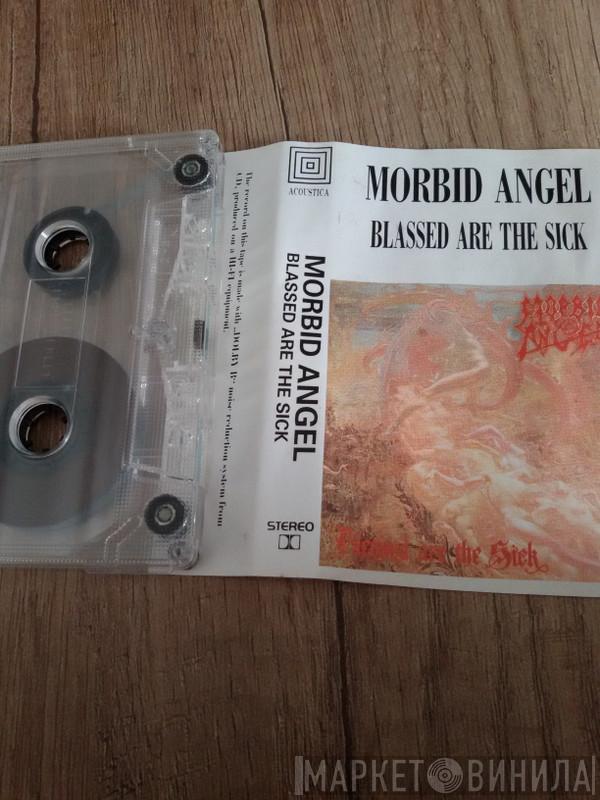 ACOUSTICA
MORBID ANGEL
BLASSED ARE THE SICK
MORBID ANGEL
Blessed are the Sick
MORBID ANGEL
BLASSED ARE THE SICK
STEREO
The record on this tape is made with „DOLBY B“ noise reduction system from
CD, produced on a HI-FI equipment.
МАРКЕТ ВИНИЛА